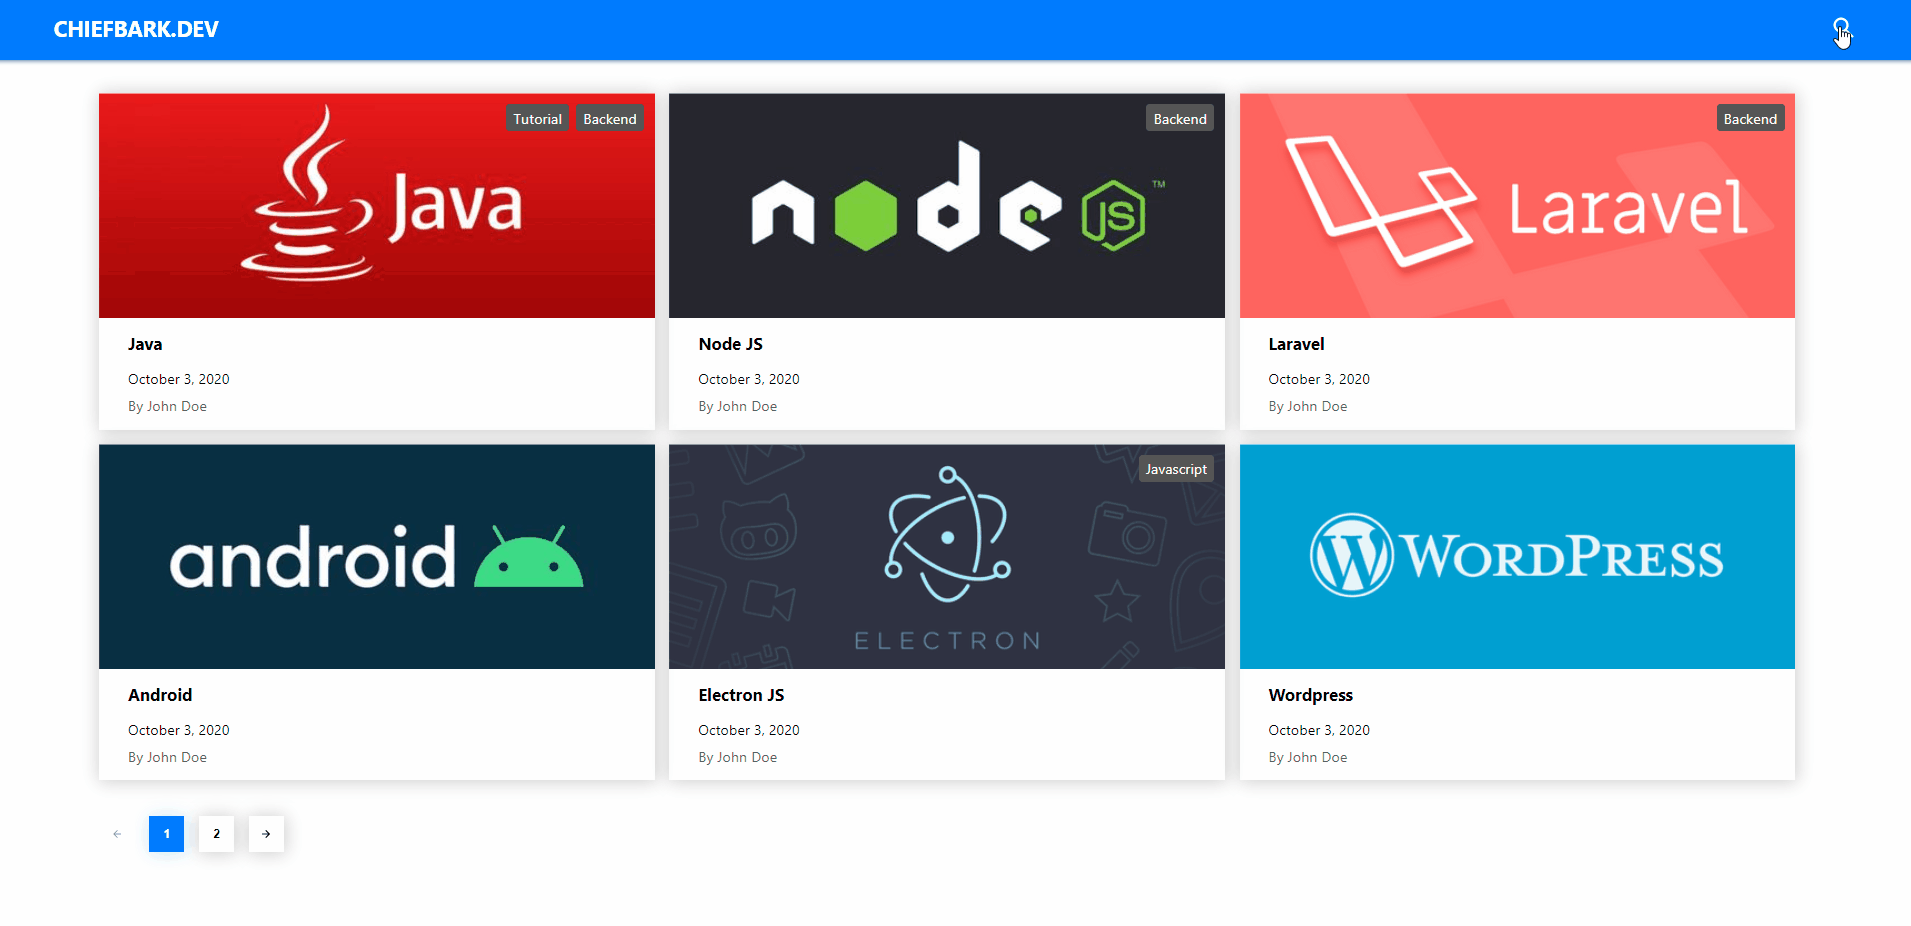 CHIEFBARK.DEV
Tutorial Backend
Java
Java
October 3, 2020
By John Doe
Backend
node JS ™
Node JS
October 3, 2020
By John Doe
Backend
Laravel
Laravel
October 3, 2020
By John Doe
android
Android
October 3, 2020
By John Doe
Javascript
ELECTRON
Electron JS
October 3, 2020
By John Doe
W WORDPRESS
Wordpress
October 3, 2020
By John Doe
← 1 2 →